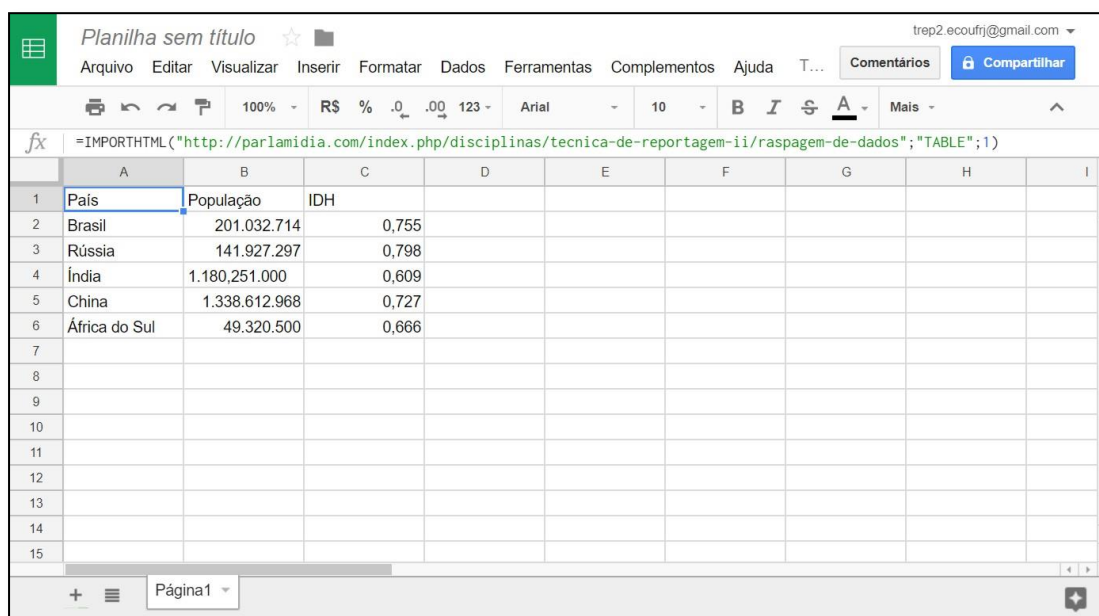 Planilha sem título
trep2.ecoufrj@gmail.com
Arquivo Editar Visualizar Inserir Formatar Dados Ferramentas Complementos Ajuda T... Comentários Compartilhar
100% R$ % .0 .00 123 Arial 10 B I S A Mais
fx =IMPORTHTML("http://parlamidia.com/index.php/disciplinas/tecnica-de-reportagem-ii/raspagem-de-dados";"TABLE";1)
A B C D E F G H I
1 País População IDH
2 Brasil 201.032.714 0,755
3 Rússia 141.927.297 0,798
4 Índia 1.180,251.000 0,609
5 China 1.338.612.968 0,727
6 África do Sul 49.320.500 0,666
7
8
9
10
11
12
13
14
15
+ Página1